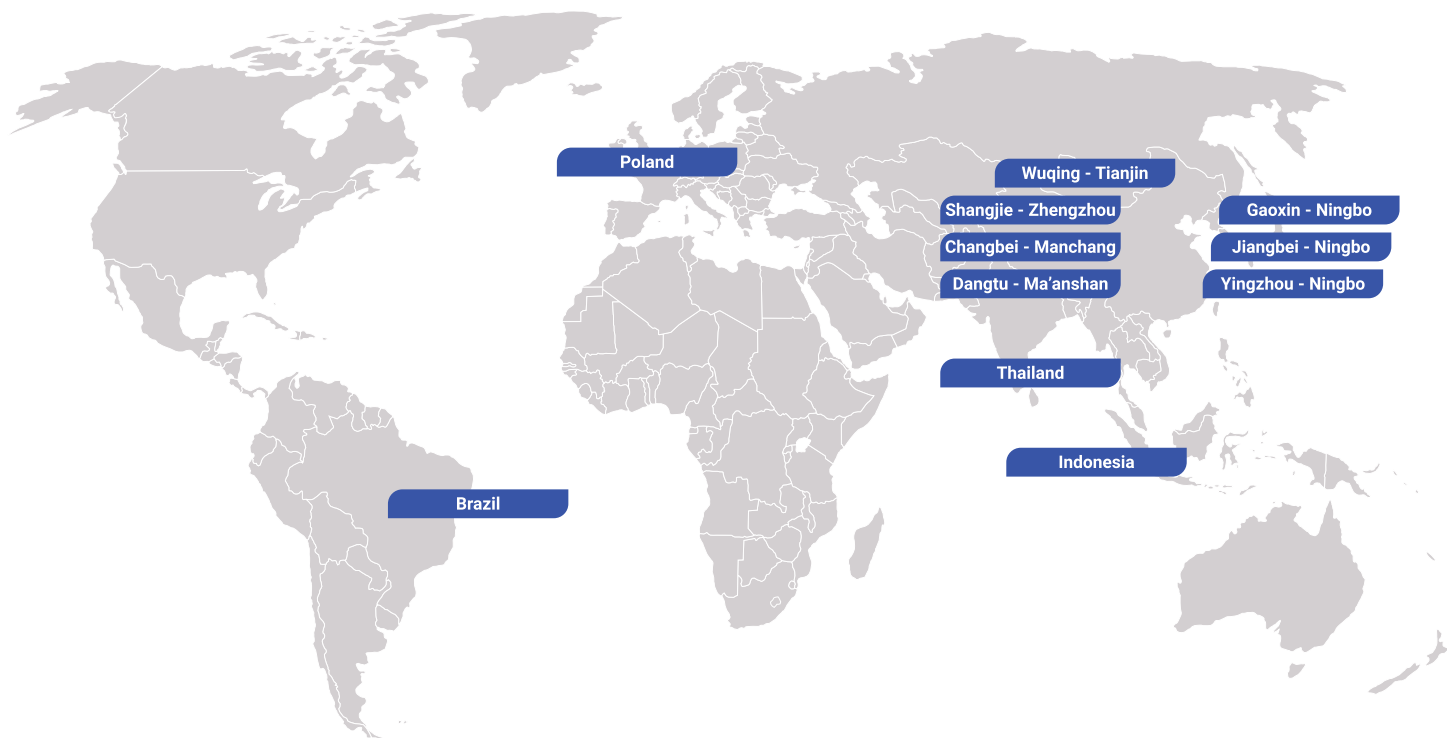 Poland
Wuqing - Tianjin
Shangjie - Zhengzhou
Gaoxin - Ningbo
Changbei - Manchang
Jiangbei - Ningbo
Dangtu - Ma’anshan
Yingzhou - Ningbo
Thailand
Indonesia
Brazil